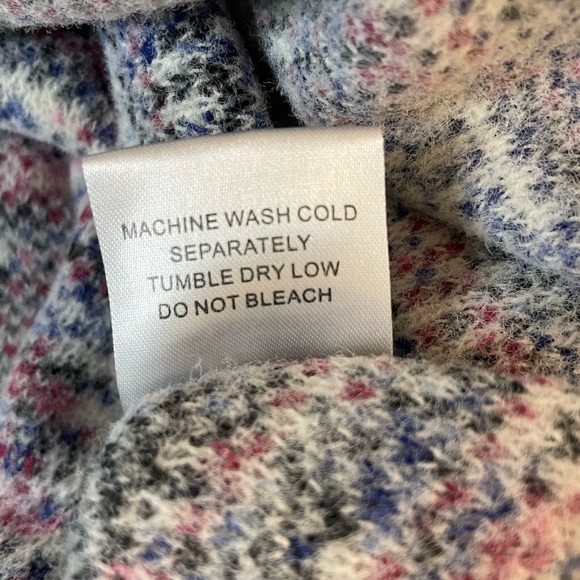 MACHINE WASH COLD
SEPARATELY
TUMBLE DRY LOW
DO NOT BLEACH